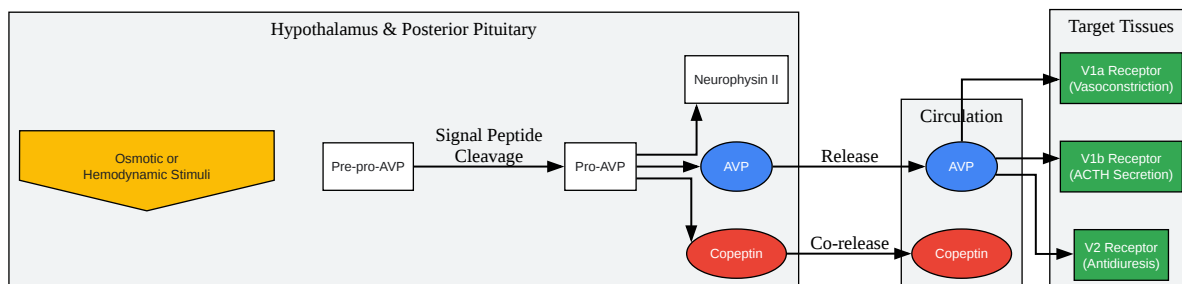 Hypothalamus & Posterior Pituitary
Target Tissues
Neurophysin II
V1a Receptor
(Vasoconstriction)
Circulation
Osmotic or
Hemodynamic Stimuli
Pre-pro-AVP
Signal Peptide
Cleavage
Pro-AVP
AVP
Release
AVP
V1b Receptor
(ACTH Secretion)
Copeptin
Co-release
Copeptin
V2 Receptor
(Antidiuresis)